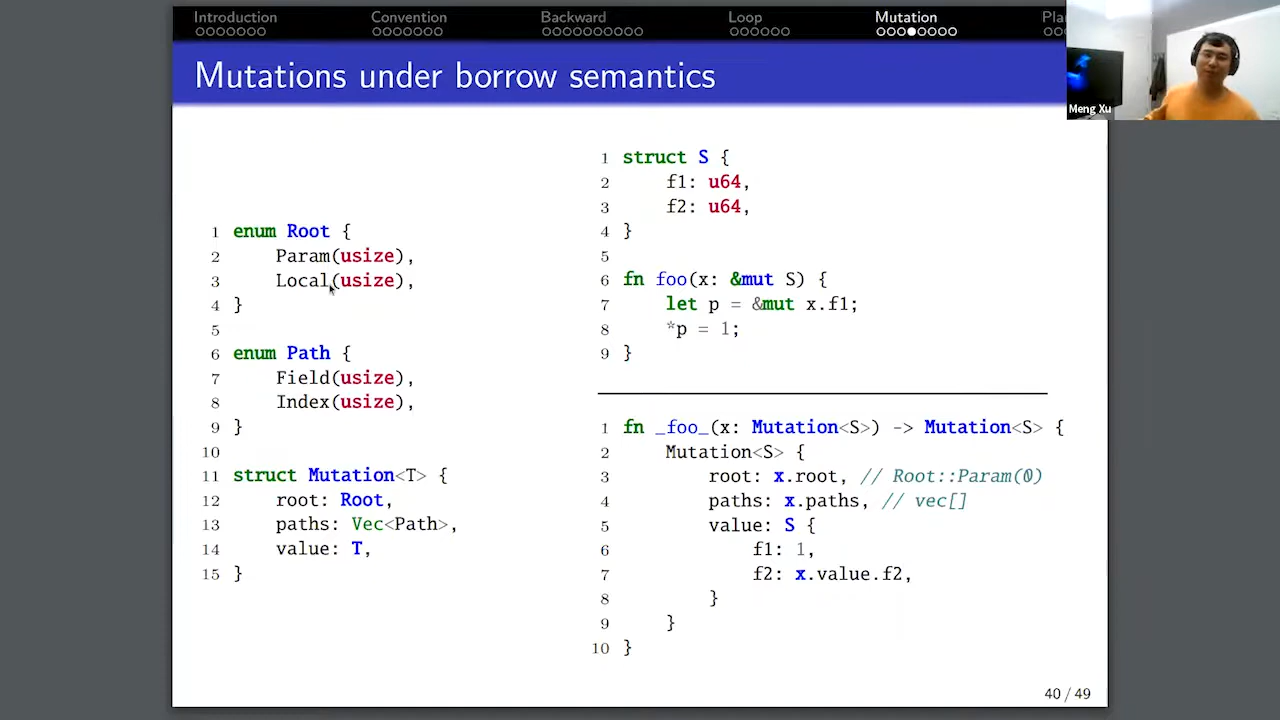 Introduction Convention Backward Loop Mutation
Meng Xu
Mutations under borrow semantics
1 enum Root {
2 Param(usize),
3 Local(usize),
4 }
5
6 enum Path {
7 Field(usize),
8 Index(usize),
9 }
10
11 struct Mutation<T> {
12 root: Root,
13 paths: Vec<Path>,
14 value: T,
15 }
1 struct S {
2 f1: u64,
3 f2: u64,
4 }
5
6 fn foo(x: &mut S) {
7 let p = &mut x.f1;
8 *p = 1;
9 }
1 fn _foo_(x: Mutation<S>) -> Mutation<S> {
2 Mutation<S> {
3 root: x.root, // Root::Param(0)
4 paths: x.paths, // vec[]
5 value: S {
6 f1: 1,
7 f2: x.value.f2,
8 }
9 }
10 }
40 / 49